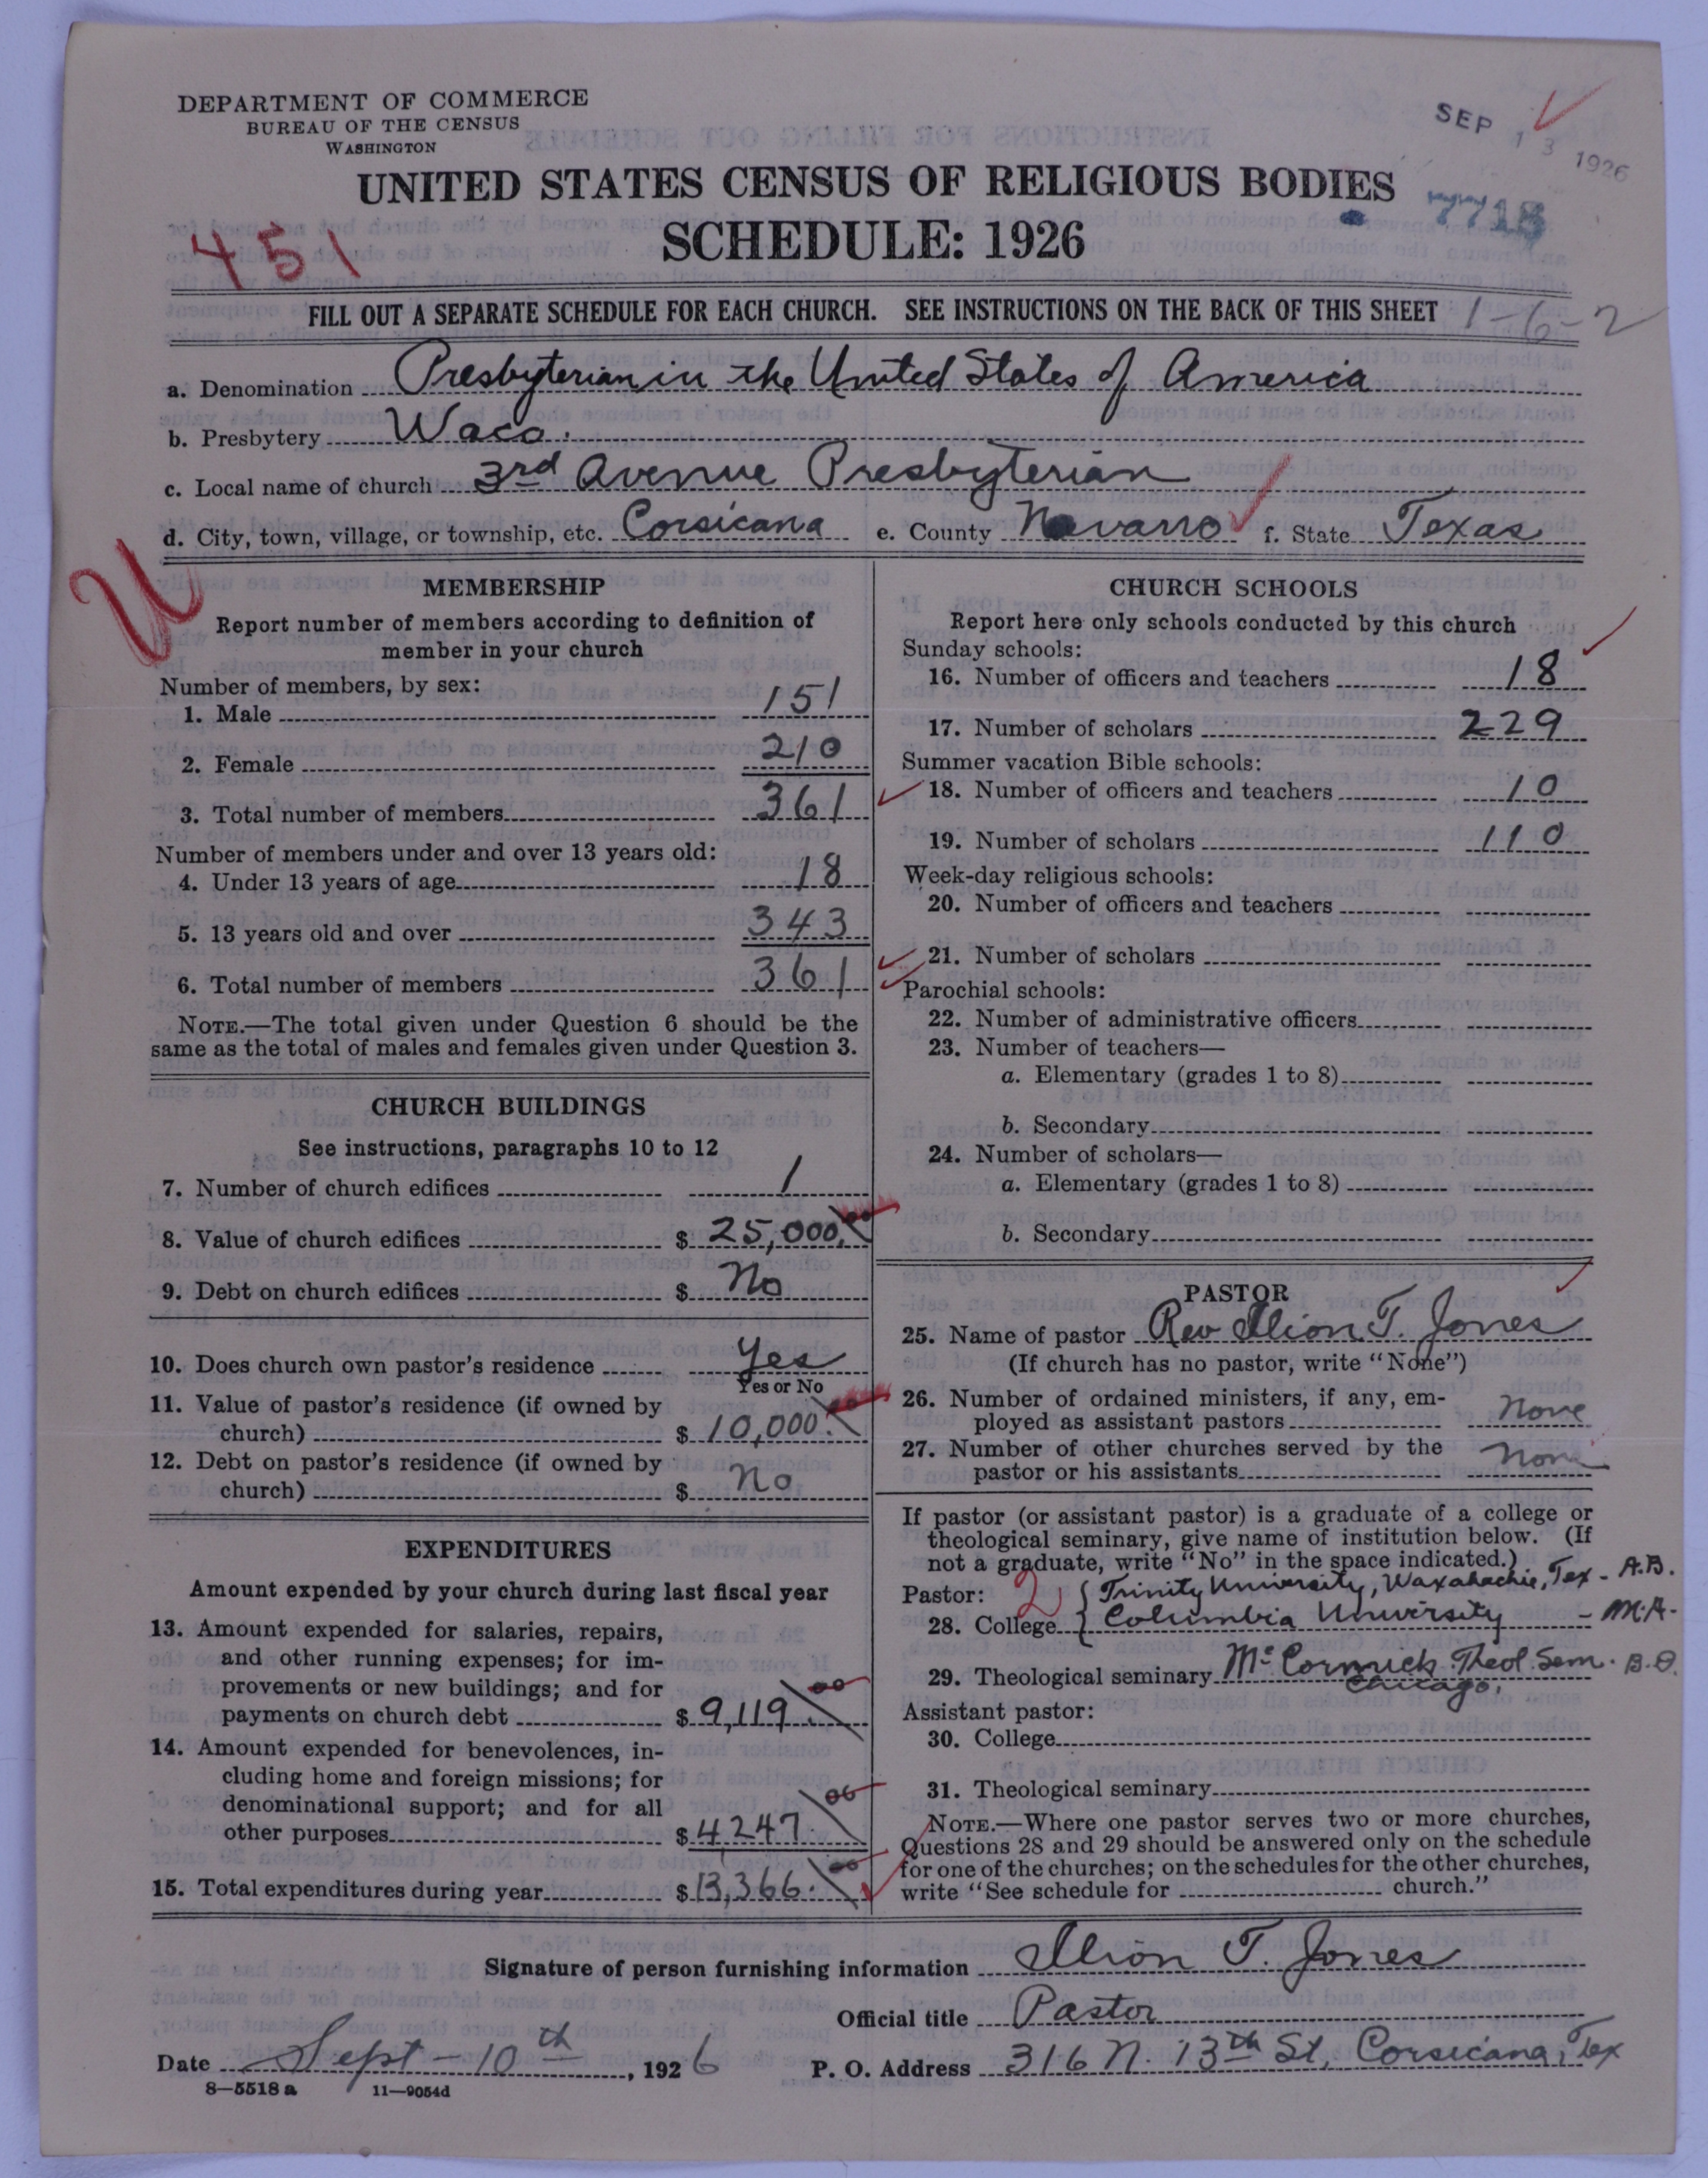 DEPARTMENT OF COMMERCE
BUREAU OF THE CENSUS
WASHINGTON
SEP 13 1926
UNITED STATES CENSUS OF RELIGIOUS BODIES
7718
SCHEDULE: 1926
451
FILL OUT A SEPARATE SCHEDULE FOR EACH CHURCH. SEE INSTRUCTIONS ON THE BACK OF THIS SHEET 1-6-2
a. Denomination Presbyterian in the United States of America
b. Presbytery Waco.
c. Local name of church 3rd Avenue Presbyterian
d. City, town, village, or township, etc. Corsicana e. County Navarro f. State Texas
U
MEMBERSHIP
Report number of members according to definition of
member in your church
Number of members, by sex:
1. Male 151
2. Female 210
3. Total number of members 361
Number of members under and over 13 years old:
4. Under 13 years of age 18
5. 13 years old and over 343
6. Total number of members 361
NOTE.—The total given under Question 6 should be the
same as the total of males and females given under Question 3.
CHURCH BUILDINGS
See instructions, paragraphs 10 to 12
7. Number of church edifices 1
8. Value of church edifices $ 25,000.00
9. Debt on church edifices $ No
10. Does church own pastor's residence Yes
Yes or No
11. Value of pastor's residence (if owned by
church) $ 10,000.00
12. Debt on pastor's residence (if owned by
church) $ No
EXPENDITURES
Amount expended by your church during last fiscal year
13. Amount expended for salaries, repairs,
and other running expenses; for im-
provements or new buildings; and for
payments on church debt $ 9,119.00
14. Amount expended for benevolences, in-
cluding home and foreign missions; for
denominational support; and for all
other purposes $ 4,247.00
15. Total expenditures during year $ 13,366.00
CHURCH SCHOOLS
Report here only schools conducted by this church
Sunday schools:
16. Number of officers and teachers 18
17. Number of scholars 229
Summer vacation Bible schools:
18. Number of officers and teachers 10
19. Number of scholars 110
Week-day religious schools:
20. Number of officers and teachers
21. Number of scholars
Parochial schools:
22. Number of administrative officers
23. Number of teachers—
a. Elementary (grades 1 to 8)
b. Secondary
24. Number of scholars—
a. Elementary (grades 1 to 8)
b. Secondary
PASTOR
25. Name of pastor Rev Ilion T. Jones
(If church has no pastor, write "None")
26. Number of ordained ministers, if any, em-
ployed as assistant pastors None
27. Number of other churches served by the
pastor or his assistants None
If pastor (or assistant pastor) is a graduate of a college or
theological seminary, give name of institution below. (If
not a graduate, write "No" in the space indicated.)
Pastor: 2 Trinity University, Waxahachie, Tex - A.B.
28. College Columbia University - M.A.
29. Theological seminary McCormick Theol. Sem. B.D.
Chicago.
Assistant pastor:
30. College
31. Theological seminary
NOTE.—Where one pastor serves two or more churches,
Questions 28 and 29 should be answered only on the schedule
for one of the churches; on the schedules for the other churches,
write "See schedule for church."
Signature of person furnishing information Ilion T. Jones
Official title Pastor
Date Sept - 10th, 1926 P. O. Address 316 N. 13th St, Corsicana, Tex
8—5518 a 11—9054d